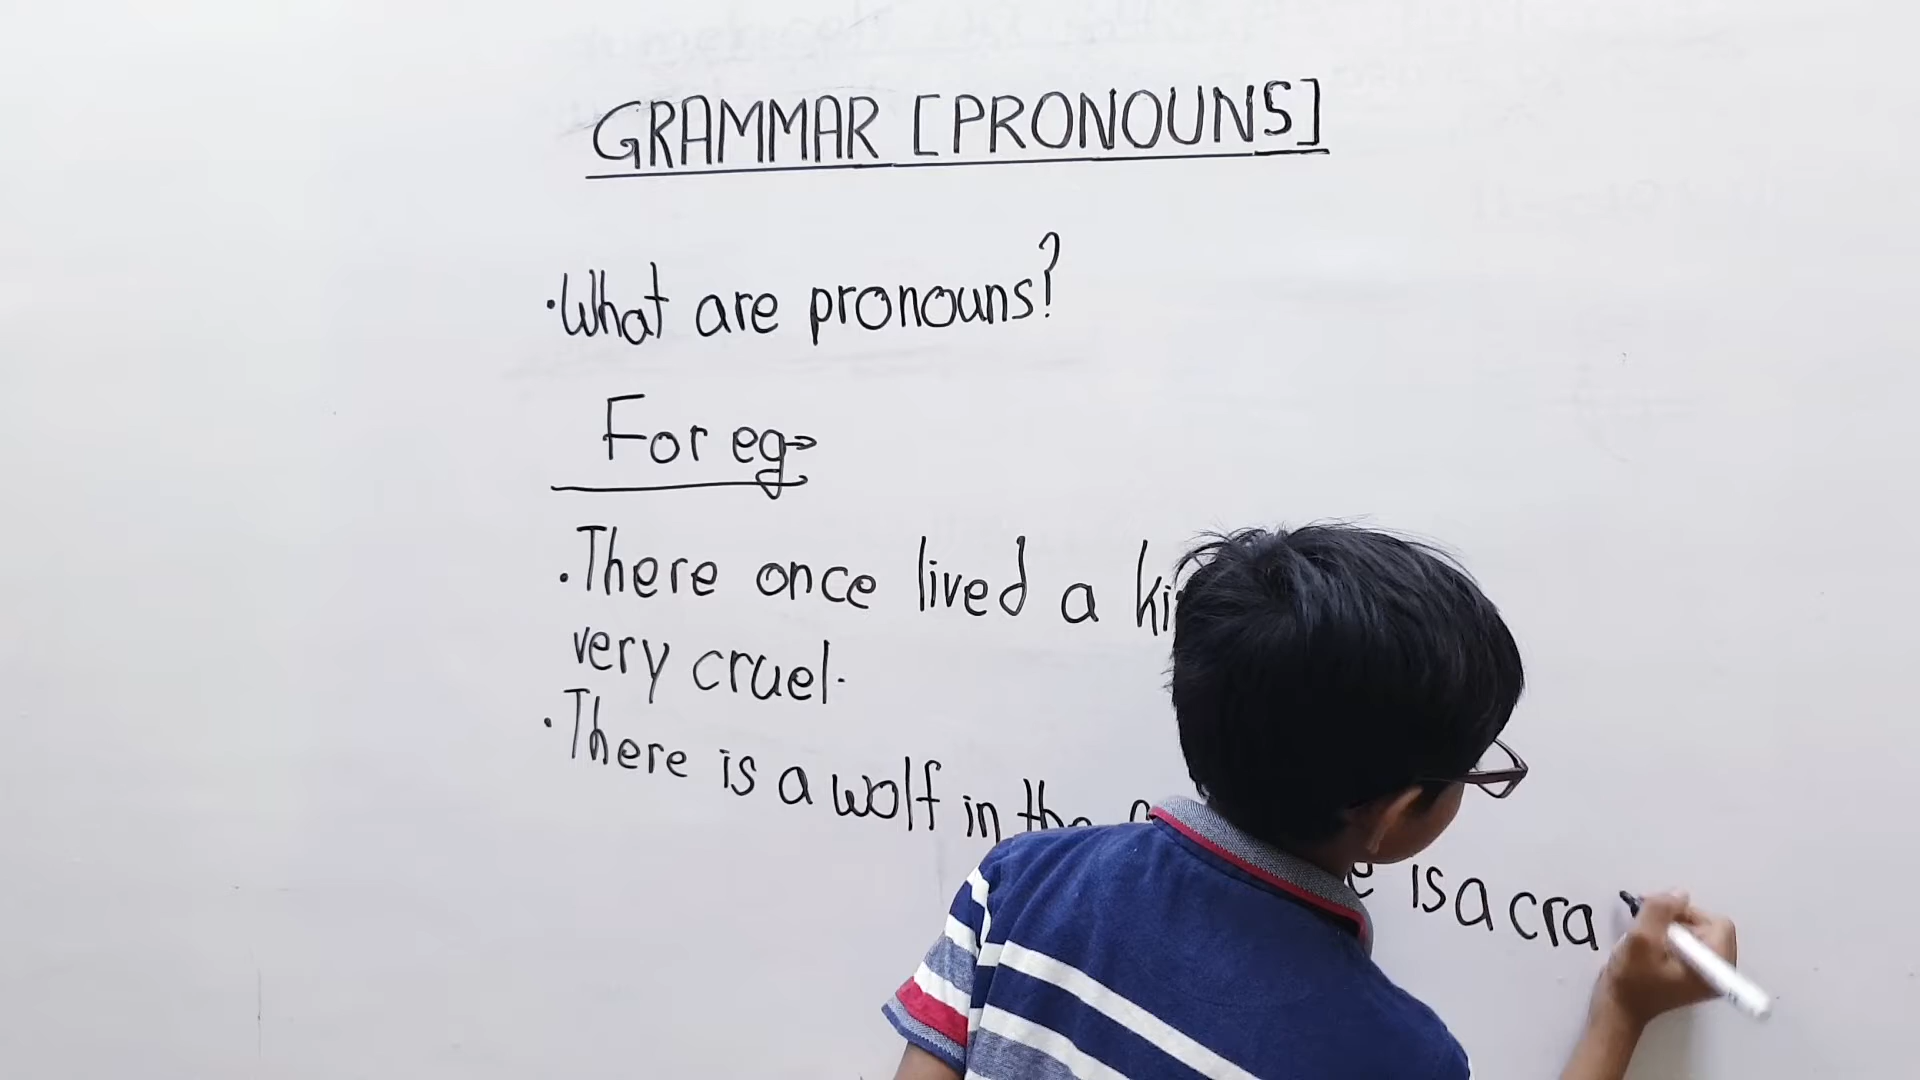 GRAMMAR [PRONOUNS]
·What are pronouns?
For eg→
·There once lived a
very cruel.
·There is a wolf in the
is a cra